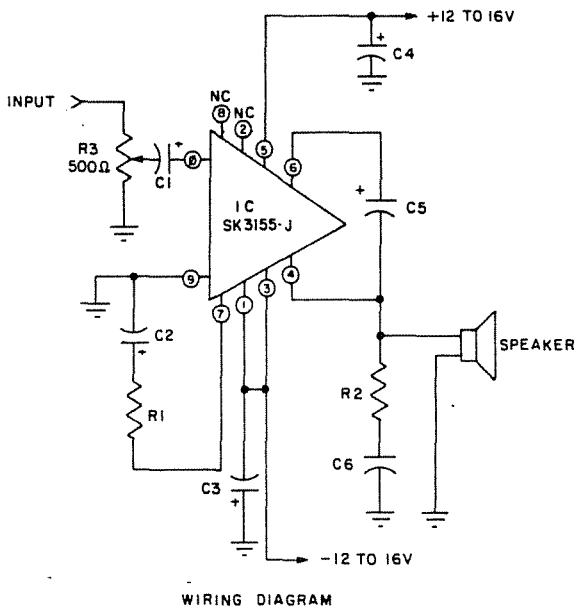 +12 TO 16V
+
C4
INPUT
NC
8
NC
2
5
R3
500Ω
+
C1
0
6
+
C5
IC
SK3155-J
9
7
1
3
4
C2
+
R1
SPEAKER
R2
C6
C3
+
-12 TO 16V
WIRING DIAGRAM